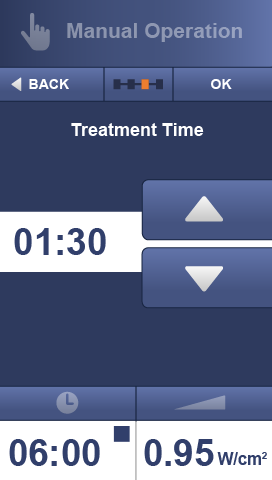 Manual Operation
BACK
OK
Treatment Time
01:30
06:00
0.95 W/cm²